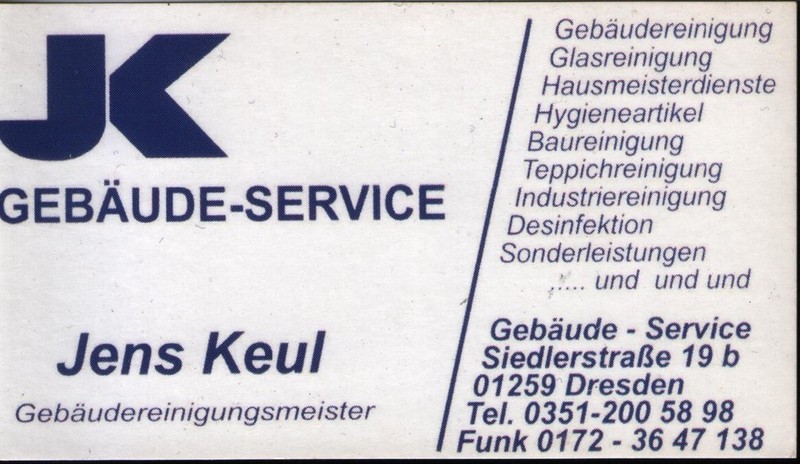 JK
GEBÄUDE-SERVICE
Jens Keul
Gebäudereinigungsmeister
Gebäudereinigung
Glasreinigung
Hausmeisterdienste
Hygieneartikel
Baureinigung
Teppichreinigung
Industriereinigung
Desinfektion
Sonderleistungen
..... und und und
Gebäude - Service
Siedlerstraße 19 b
01259 Dresden
Tel. 0351-200 58 98
Funk 0172 - 36 47 138